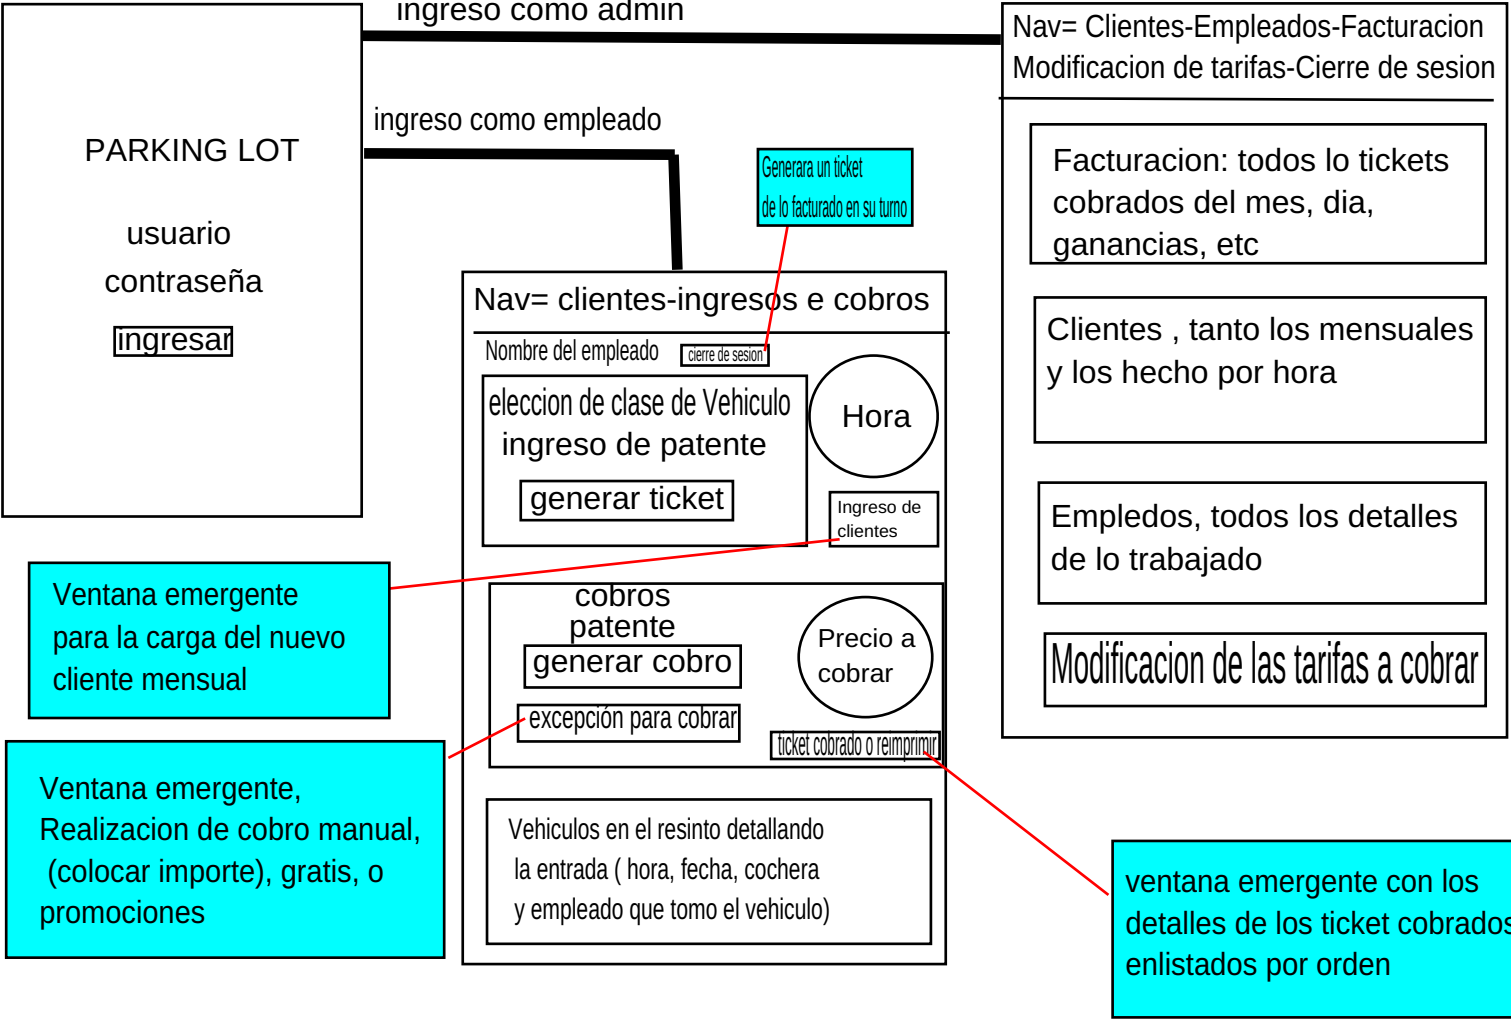 ingreso como admin
PARKING LOT
usuario
contraseña
ingresar
ingreso como empleado
Generara un ticket
de lo facturado en su turno
Nav= clientes-ingresos e cobros
Nombre del empleado
cierre de sesion
eleccion de clase de Vehiculo
ingreso de patente
generar ticket
Hora
Ingreso de
clientes
cobros
patente
generar cobro
excepción para cobrar
Precio a
cobrar
ticket cobrado o reimprimir
Vehiculos en el resinto detallando
la entrada ( hora, fecha, cochera
y empleado que tomo el vehiculo)
Ventana emergente
para la carga del nuevo
cliente mensual
Ventana emergente,
Realizacion de cobro manual,
(colocar importe), gratis, o
promociones
Nav= Clientes-Empleados-Facturacion
Modificacion de tarifas-Cierre de sesion
Facturacion: todos lo tickets
cobrados del mes, dia,
ganancias, etc
Clientes , tanto los mensuales
y los hecho por hora
Empledos, todos los detalles
de lo trabajado
Modificacion de las tarifas a cobrar
ventana emergente con los
detalles de los ticket cobrados
enlistados por orden